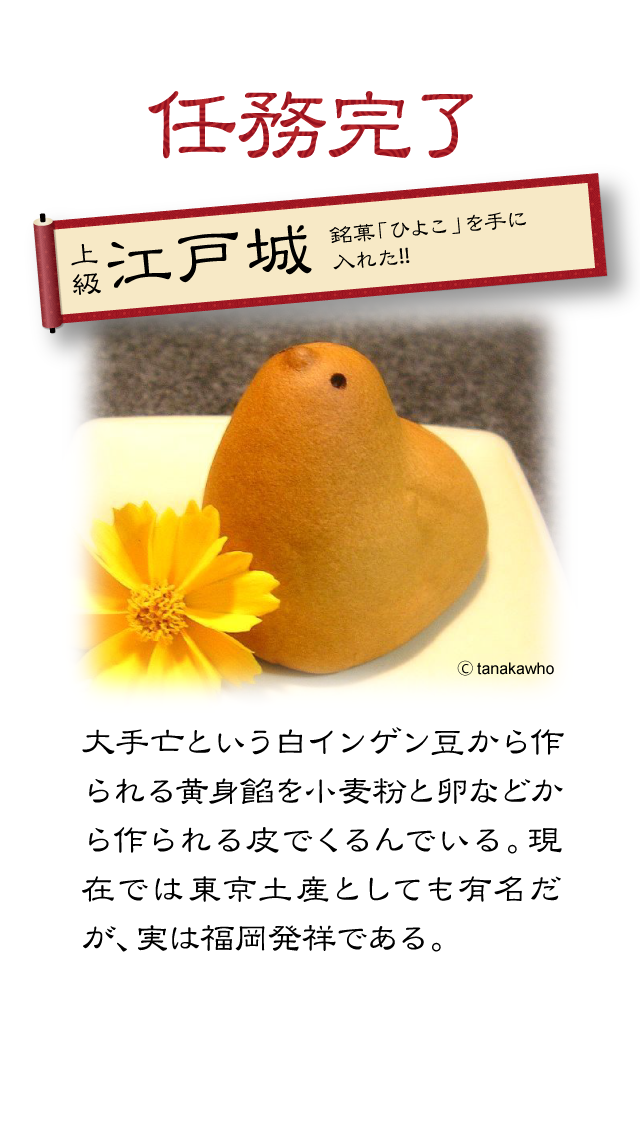 任務完了
上級 江戸城
銘菓「ひよこ」を手に
入れた!!
Ⓒ tanakawho
大手亡という白インゲン豆から作
られる黄身餡を小麦粉と卵などか
ら作られる皮でくるんでいる。現
在では東京土産としても有名だ
が、実は福岡発祥である。